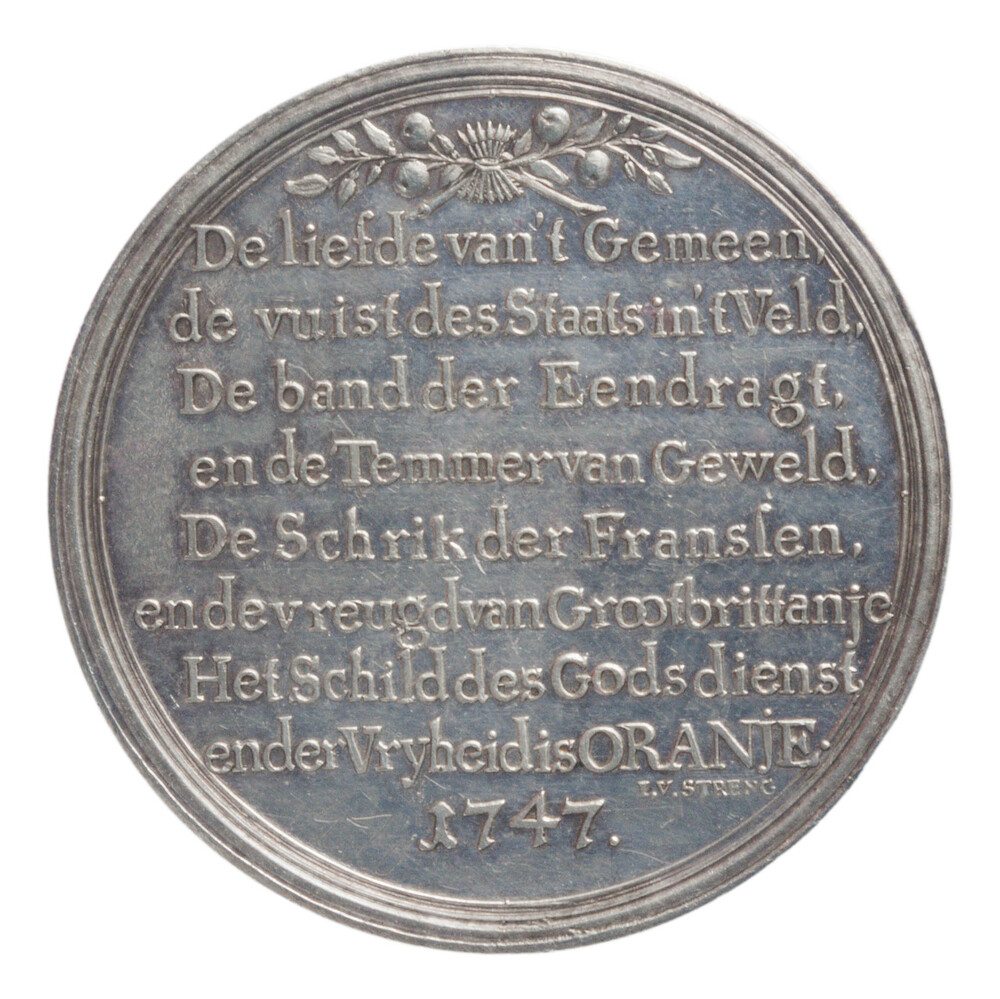 De liefde van't Gemeen,
de vuist des Staats in't Veld,
De band der Eendragt,
en de Temmer van Geweld,
De Schrik der Franſen,
en de vreugd van Grootbrittanje
Het Schild des Gods dienst
en der Vryheid is ORANJE.
I.V. STRENG
1747.